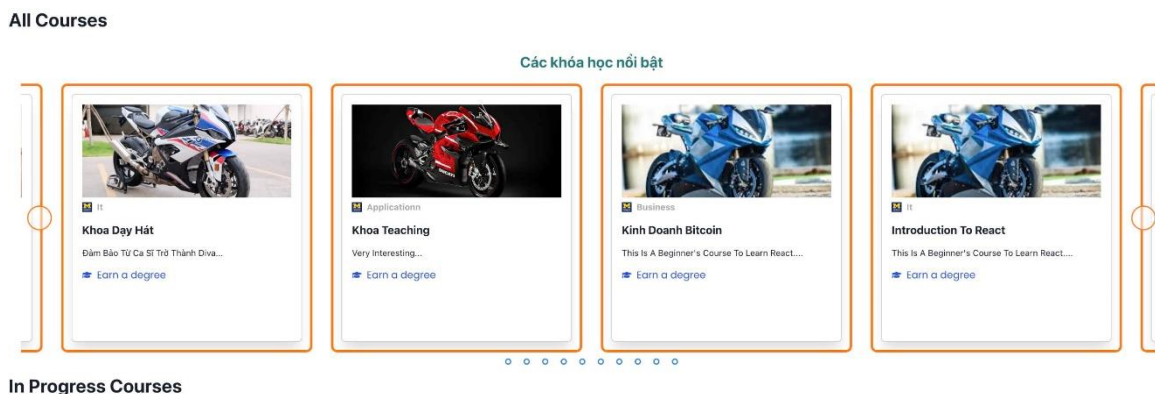 All Courses
Các khóa học nổi bật
It
Khoa Dạy Hát
Đảm Bảo Từ Ca Sĩ Trở Thành Diva...
Earn a degree
Applicationn
Khoa Teaching
Very Interesting...
Earn a degree
Business
Kinh Doanh Bitcoin
This Is A Beginner's Course To Learn React....
Earn a degree
It
Introduction To React
This Is A Beginner's Course To Learn React....
Earn a degree
In Progress Courses